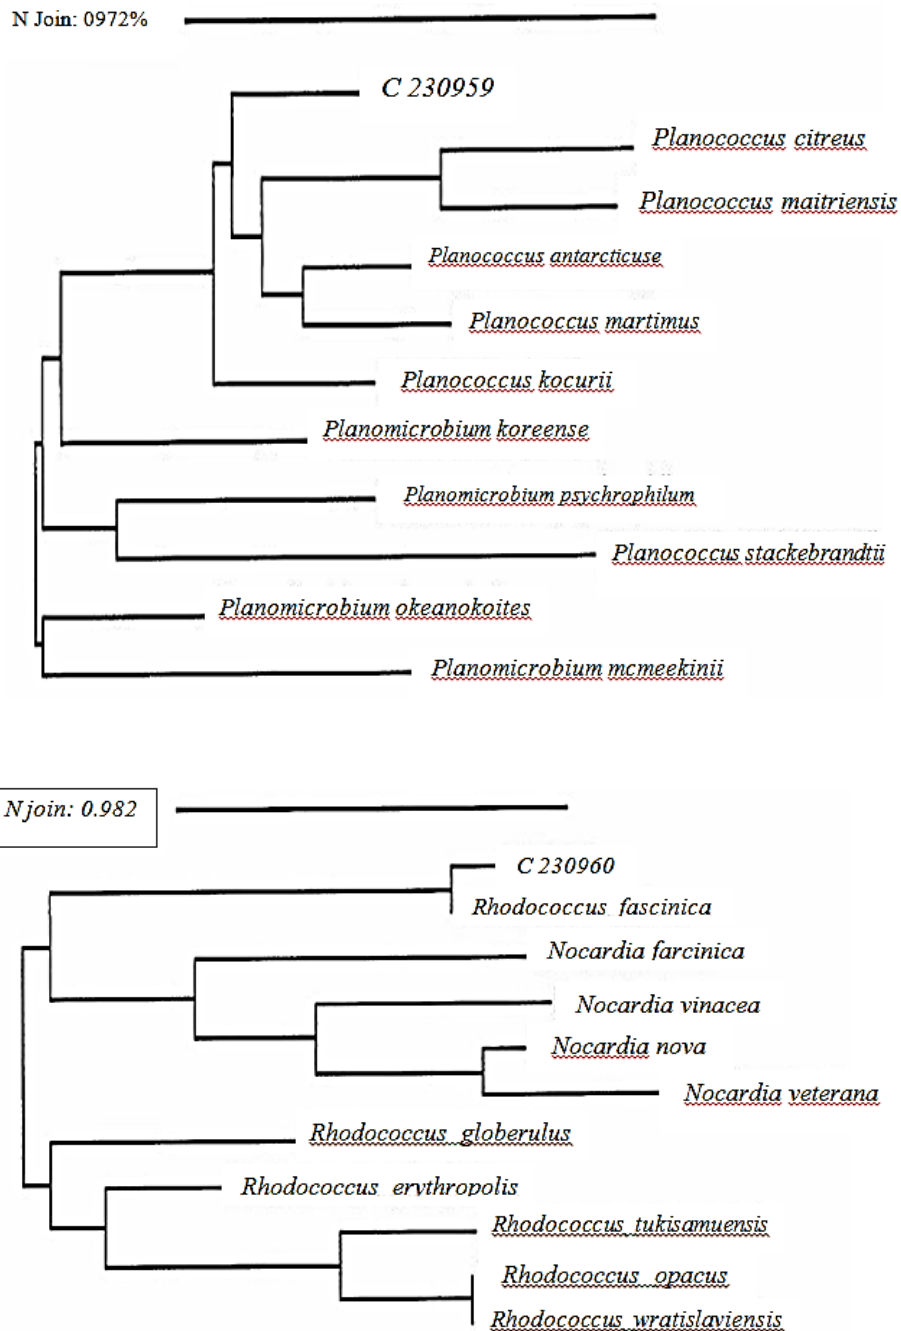 N Join: 0972%
C 230959
Planococcus citreus
Planococcus maitriensis
Planococcus antarcticuse
Planococcus martimus
Planococcus kocurii
Planomicrobium koreense
Planomicrobium psychrophilum
Planococcus stackebrandtii
Planomicrobium okeanokoites
Planomicrobium mcmeekinii
N join: 0.982
C 230960
Rhodococcus fascinica
Nocardia farcinica
Nocardia vinacea
Nocardia nova
Nocardia veterana
Rhodococcus globerulus
Rhodococcus erythropolis
Rhodococcus tukisamuensis
Rhodococcus opacus
Rhodococcus wratislaviensis